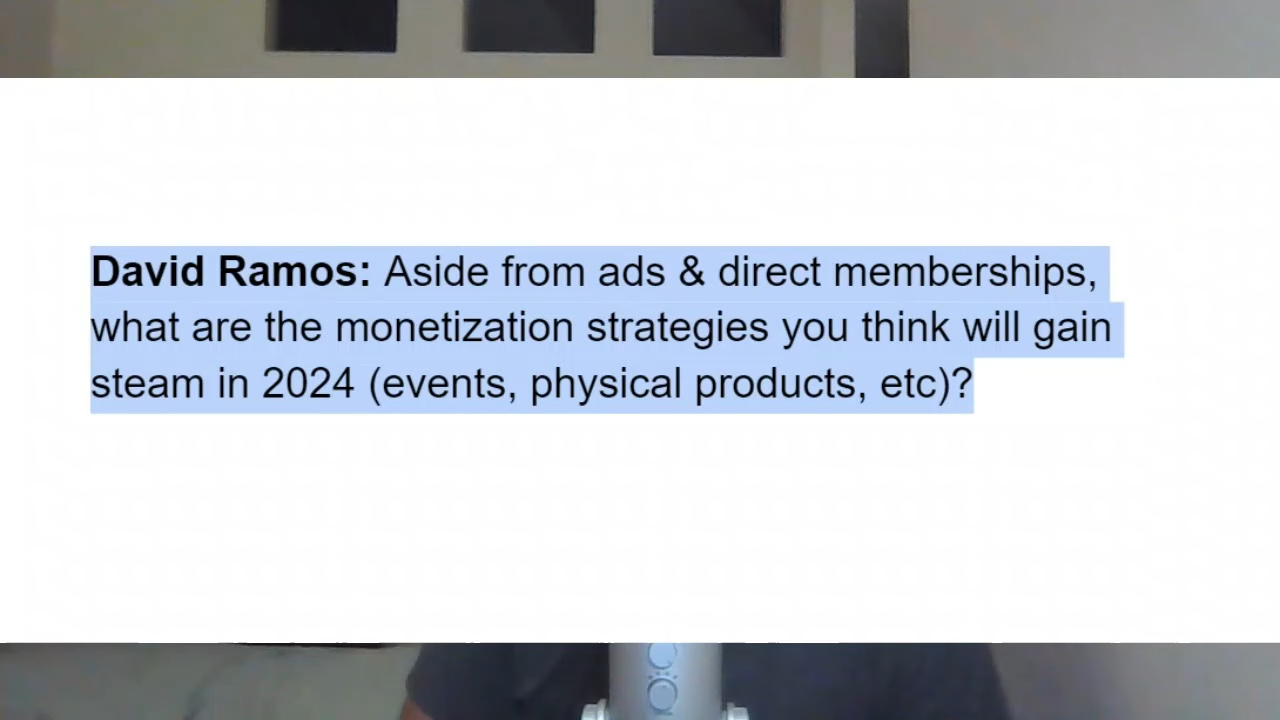 David Ramos: Aside from ads & direct memberships,
what are the monetization strategies you think will gain
steam in 2024 (events, physical products, etc)?